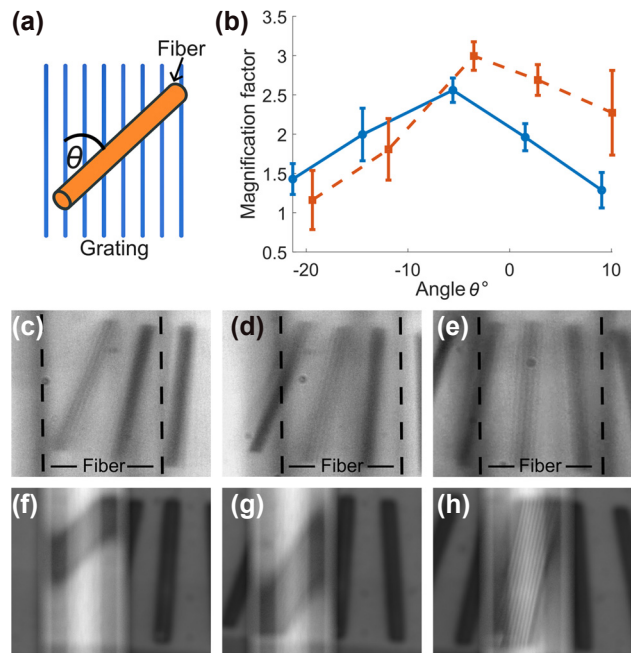 (a)
Fiber
θ
Grating
(b)
Magnification factor
3.5
3
2.5
2
1.5
1
0.5
-20
-10
0
10
Angle θ°
(c)
Fiber
(d)
Fiber
(e)
Fiber
(f)
(g)
(h)